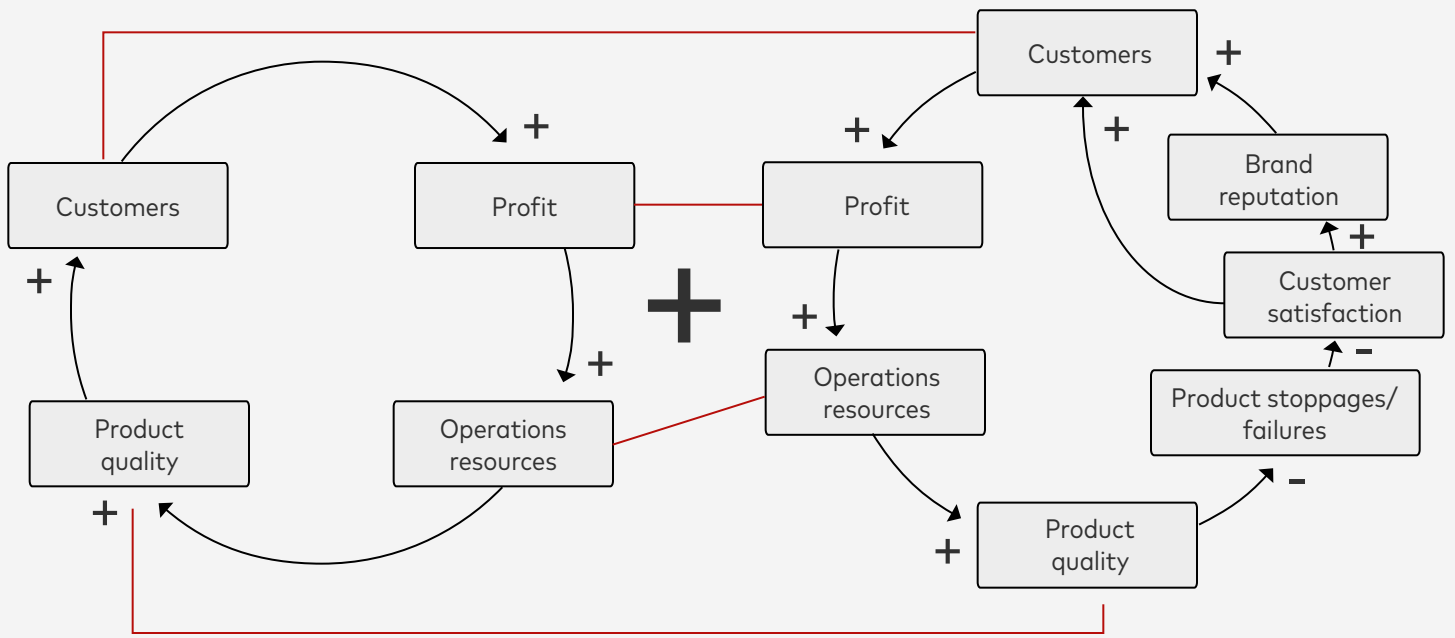 Customers
+
+
+
+
Brand
reputation
Customers
Profit
Profit
+
Customer
satisfaction
+
+
+
-
Operations
resources
Product stoppages/
failures
Product
quality
Operations
resources
+
-
+
+
Product
quality